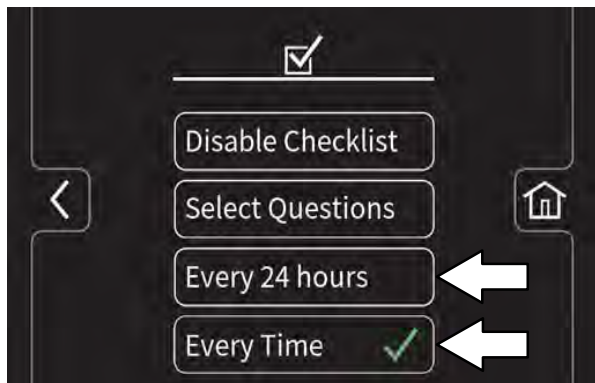 Disable Checklist
Select Questions
Every 24 hours
Every Time